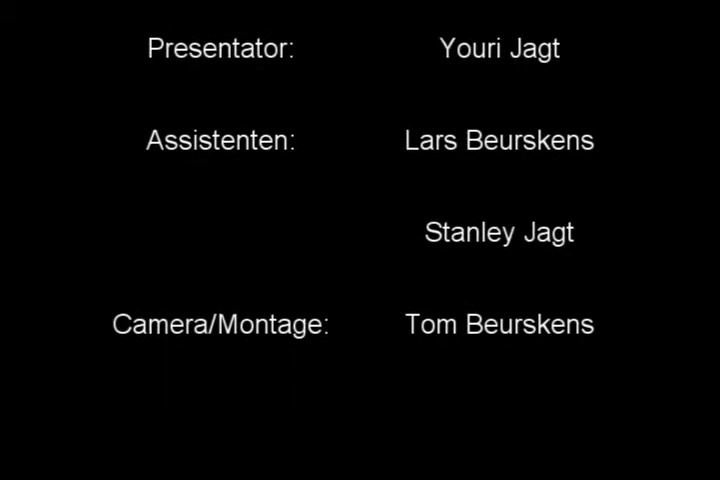 Presentator: Youri Jagt
Assistenten: Lars Beurskens
Stanley Jagt
Camera/Montage: Tom Beurskens